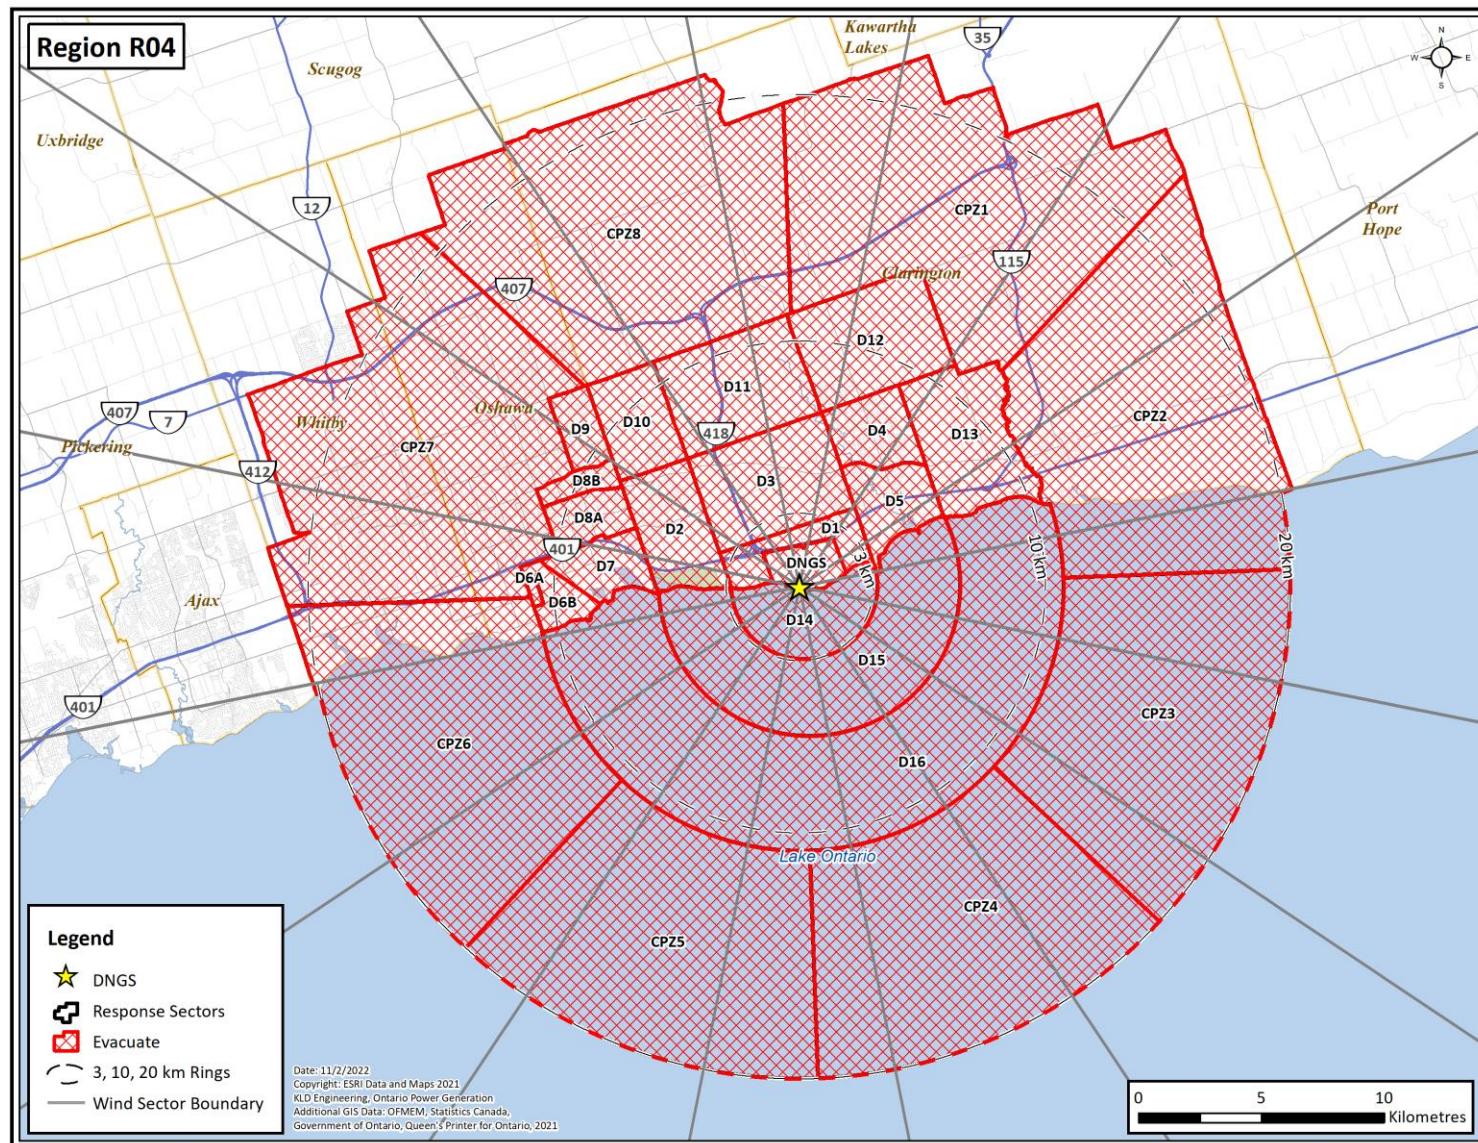 Region R04
Kawartha
Lakes
35
N
W
E
S
Scugog
Uxbridge
12
Port
Hope
CPZ8
CPZ1
115
Clarington
407
D12
D11
Whitby
Oshawa
407
7
Pickering
CPZ7
D9
D10
418
D4
D13
CPZ2
412
D8B
D3
D8A
D2
D5
D1
401
D7
DNGS
3 km
10 km
20 km
D6A
D6B
Ajax
D14
D15
401
CPZ6
CPZ3
D16
Lake Ontario
CPZ5
CPZ4
Legend
DNGS
Response Sectors
Evacuate
3, 10, 20 km Rings
Wind Sector Boundary
Date: 11/2/2022
Copyright: ESRI Data and Maps 2021
KLD Engineering, Ontario Power Generation
Additional GIS Data: OFMEM, Statistics Canada,
Government of Ontario, Queen's Printer for Ontario, 2021
0 5 10
Kilometres